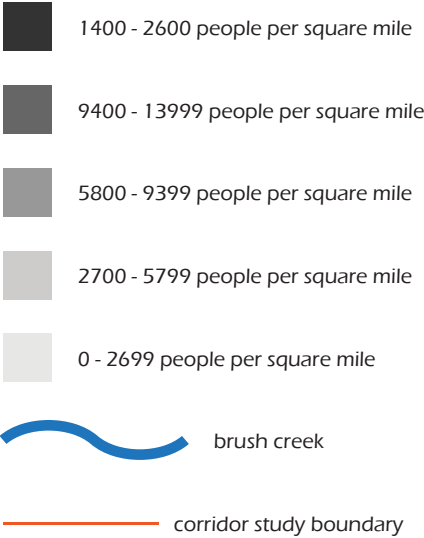 1400 - 2600 people per square mile
9400 - 13999 people per square mile
5800 - 9399 people per square mile
2700 - 5799 people per square mile
0 - 2699 people per square mile
brush creek
corridor study boundary